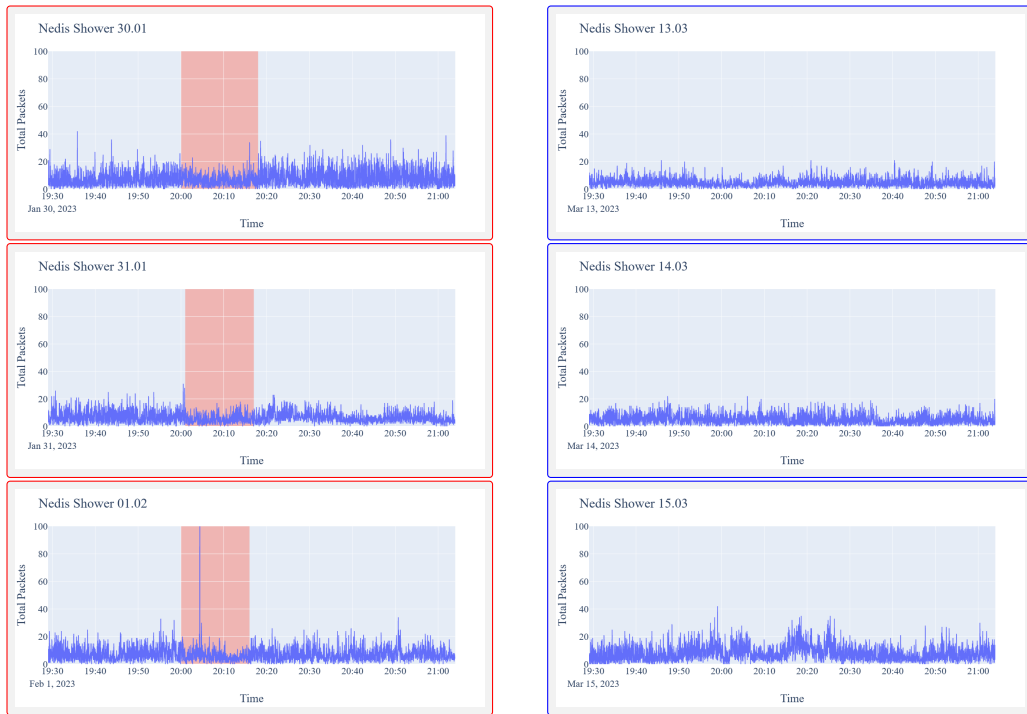 Nedis Shower 30.01
100
80
60
40
20
0
Total Packets
19:30 19:40 19:50 20:00 20:10 20:20 20:30 20:40 20:50 21:00
Jan 30, 2023
Time
Nedis Shower 13.03
100
80
60
40
20
0
Total Packets
19:30 19:40 19:50 20:00 20:10 20:20 20:30 20:40 20:50 21:00
Mar 13, 2023
Time
Nedis Shower 31.01
100
80
60
40
20
0
Total Packets
19:30 19:40 19:50 20:00 20:10 20:20 20:30 20:40 20:50 21:00
Jan 31, 2023
Time
Nedis Shower 14.03
100
80
60
40
20
0
Total Packets
19:30 19:40 19:50 20:00 20:10 20:20 20:30 20:40 20:50 21:00
Mar 14, 2023
Time
Nedis Shower 01.02
100
80
60
40
20
0
Total Packets
19:30 19:40 19:50 20:00 20:10 20:20 20:30 20:40 20:50 21:00
Feb 1, 2023
Time
Nedis Shower 15.03
100
80
60
40
20
0
Total Packets
19:30 19:40 19:50 20:00 20:10 20:20 20:30 20:40 20:50 21:00
Mar 15, 2023
Time